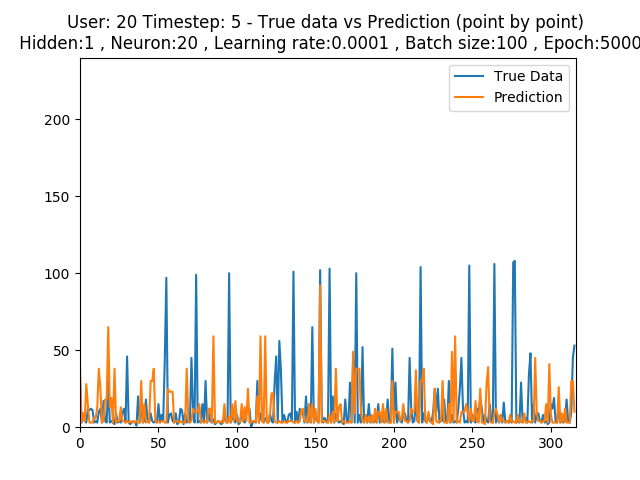 User: 20 Timestep: 5 - True data vs Prediction (point by point)
Hidden:1 , Neuron:20 , Learning rate:0.0001 , Batch size:100 , Epoch:5000
True Data
Prediction
200
150
100
50
0
0 50 100 150 200 250 300